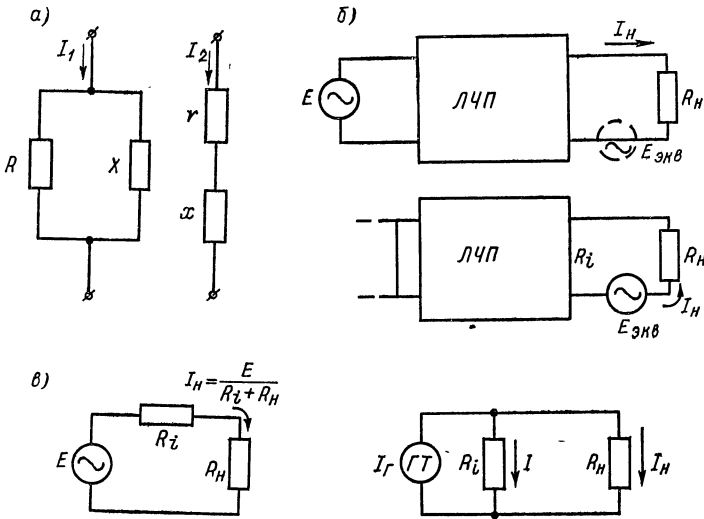 а)
I₁
R
X
I₂
r
x
б)
E
ЛЧП
Iн
Rн
Eэкв
ЛЧП
Ri
Rн
Iн
Eэкв
в)
Iн = E / (Ri + Rн)
Ri
E
Rн
Iг
ГТ
Ri
I
Rн
Iн